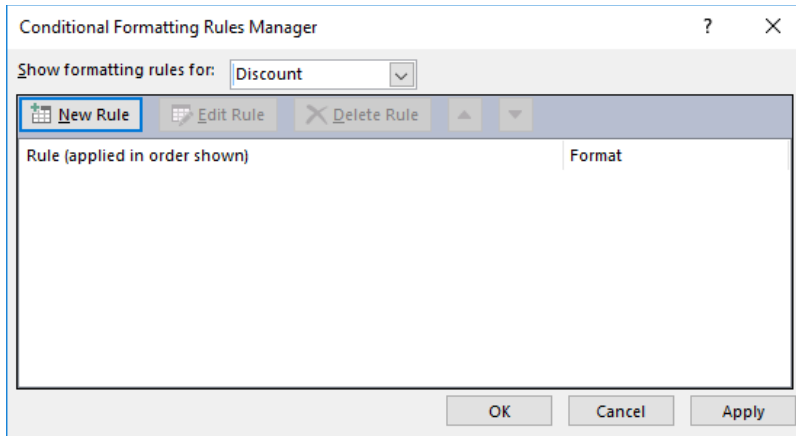 Conditional Formatting Rules Manager ?
Show formatting rules for: Discount
New Rule Edit Rule Delete Rule
Rule (applied in order shown) Format
OK Cancel Apply